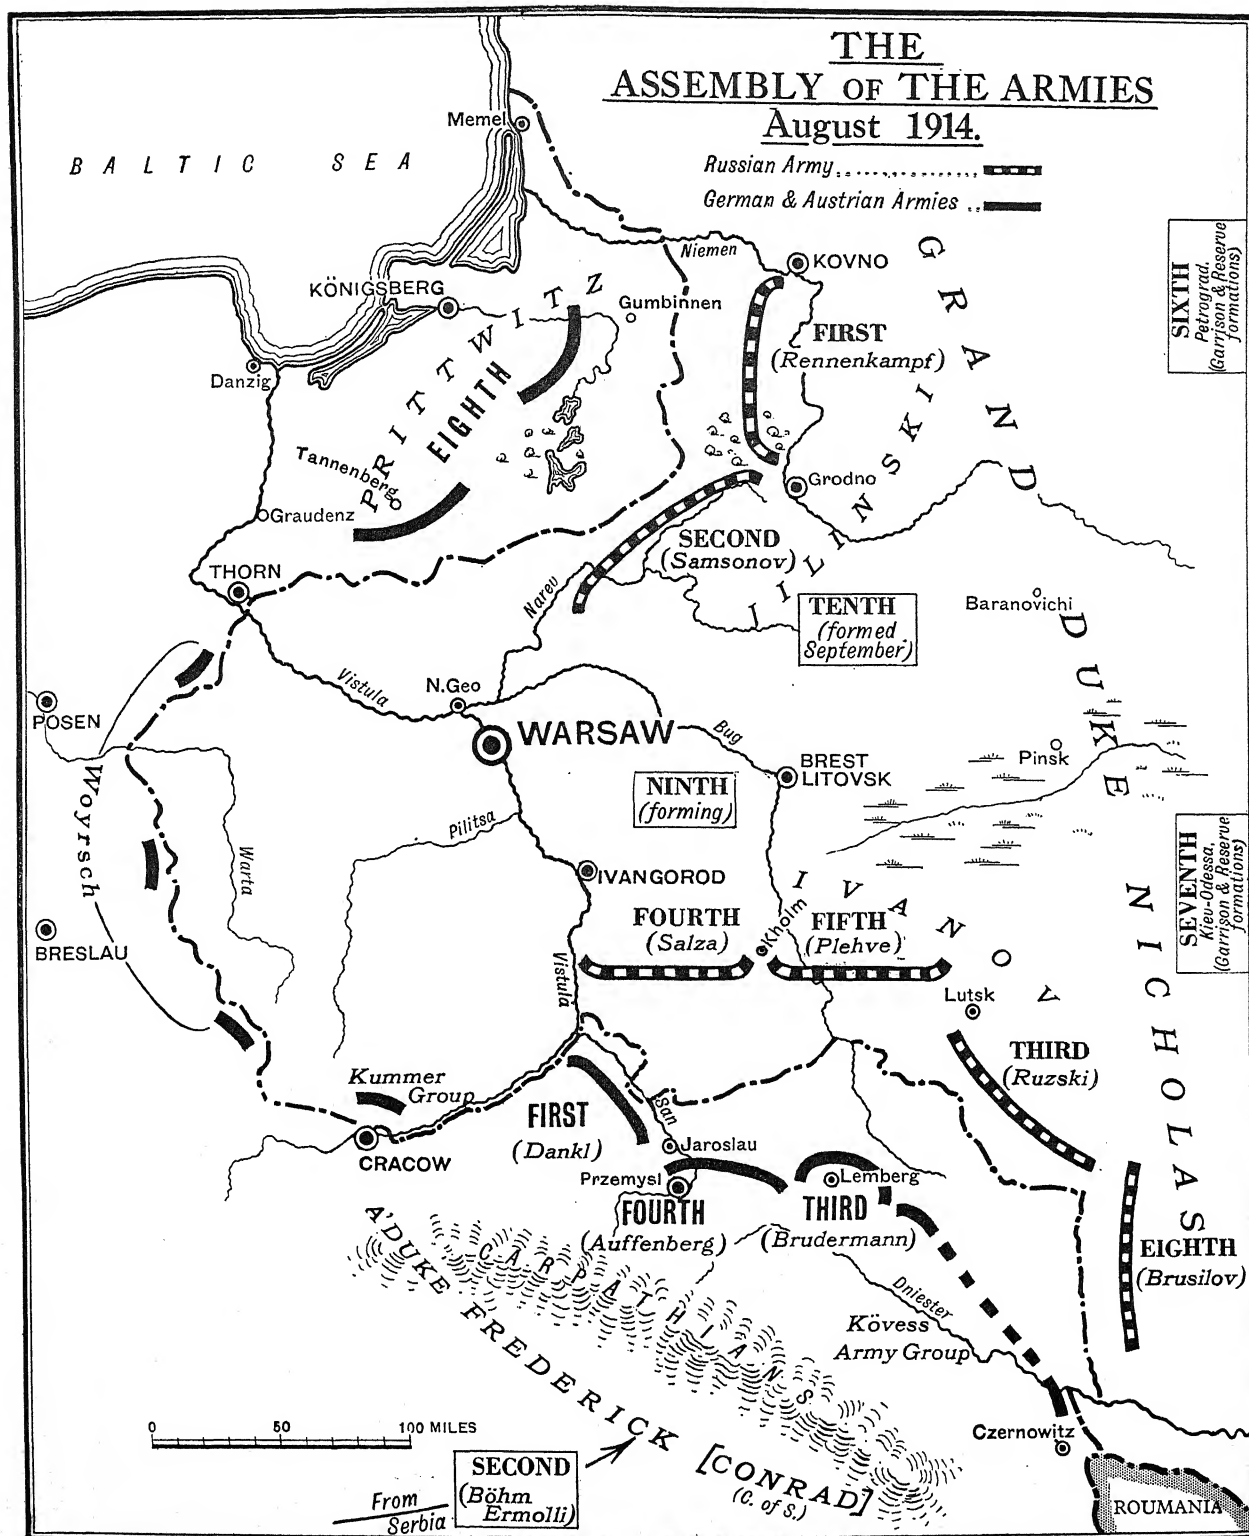 THE
ASSEMBLY OF THE ARMIES
August 1914.
Russian Army
German & Austrian Armies
BALTIC SEA
Memel
Niemen
KOVNO
GRAND DUKE NICHOLAS
SIXTH
Petrograd,
(Garrison & Reserve
formations)
KÖNIGSBERG
PRITTWITZ
Gumbinnen
EIGHTH
FIRST
(Rennenkampf)
Danzig
JILINSKI
Tannenberg
Grodno
Graudenz
SECOND
(Samsonov)
THORN
Narev
TENTH
(formed
September)
Baranovichi
Vistula
N.Geo
POSEN
WARSAW
Bug
Pinsk
BREST
LITOVSK
NINTH
(forming)
Woyrsch
Pilitsa
Warta
IVANGOROD
IVANOV
SEVENTH
Kieu-Odessa,
(Garrison & Reserve
formations)
FOURTH
(Salza)
Kholm
FIFTH
(Plehve)
BRESLAU
Vistula
Lutsk
THIRD
(Ruzski)
Kummer
Group
FIRST
(Dankl)
San
CRACOW
Jaroslau
Przemysl
Lemberg
FOURTH
(Auffenberg)
THIRD
(Brudermann)
EIGHTH
(Brusilov)
A'DUKE FREDERICK [CONRAD]
(C. of S.)
CARPATHIANS
Dniester
Kövess
Army Group
0 50 100 MILES
Czernowitz
SECOND
(Böhm
Ermolli)
From
Serbia
ROUMANIA